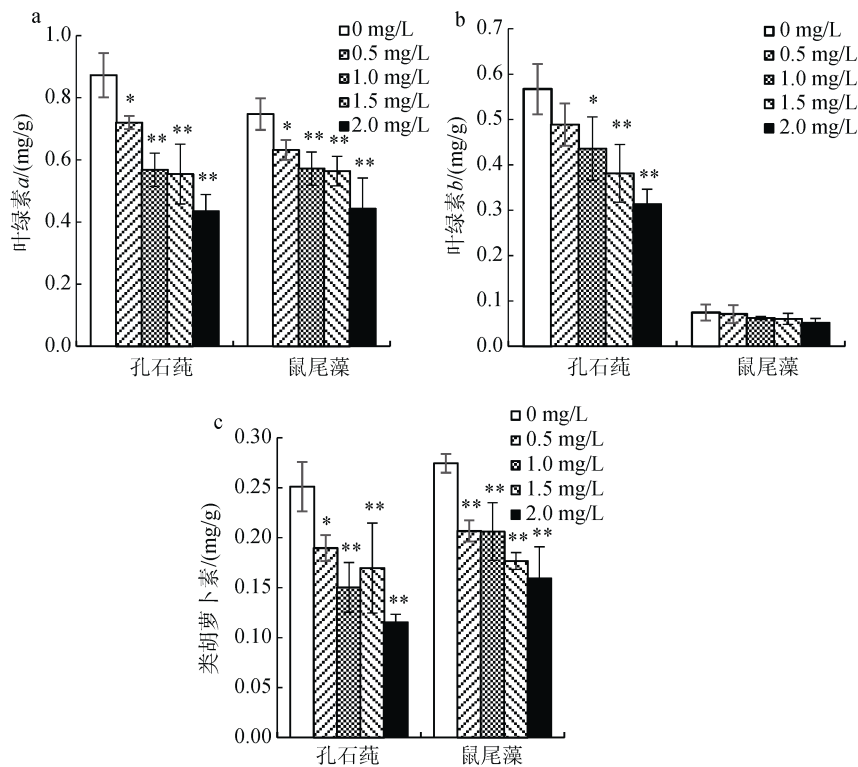 a
1.0
0.8
0.6
0.4
0.2
0.0
叶绿素a/(mg/g)
0 mg/L
0.5 mg/L
1.0 mg/L
1.5 mg/L
2.0 mg/L
* ** ** **
* ** ** **
孔石莼 鼠尾藻
b
0.7
0.6
0.5
0.4
0.3
0.2
0.1
0.0
叶绿素b/(mg/g)
0 mg/L
0.5 mg/L
1.0 mg/L
1.5 mg/L
2.0 mg/L
* ** **
孔石莼 鼠尾藻
c
0.30
0.25
0.20
0.15
0.10
0.05
0.00
类胡萝卜素/(mg/g)
0 mg/L
0.5 mg/L
1.0 mg/L
1.5 mg/L
2.0 mg/L
* ** ** **
** ** ** **
孔石莼 鼠尾藻